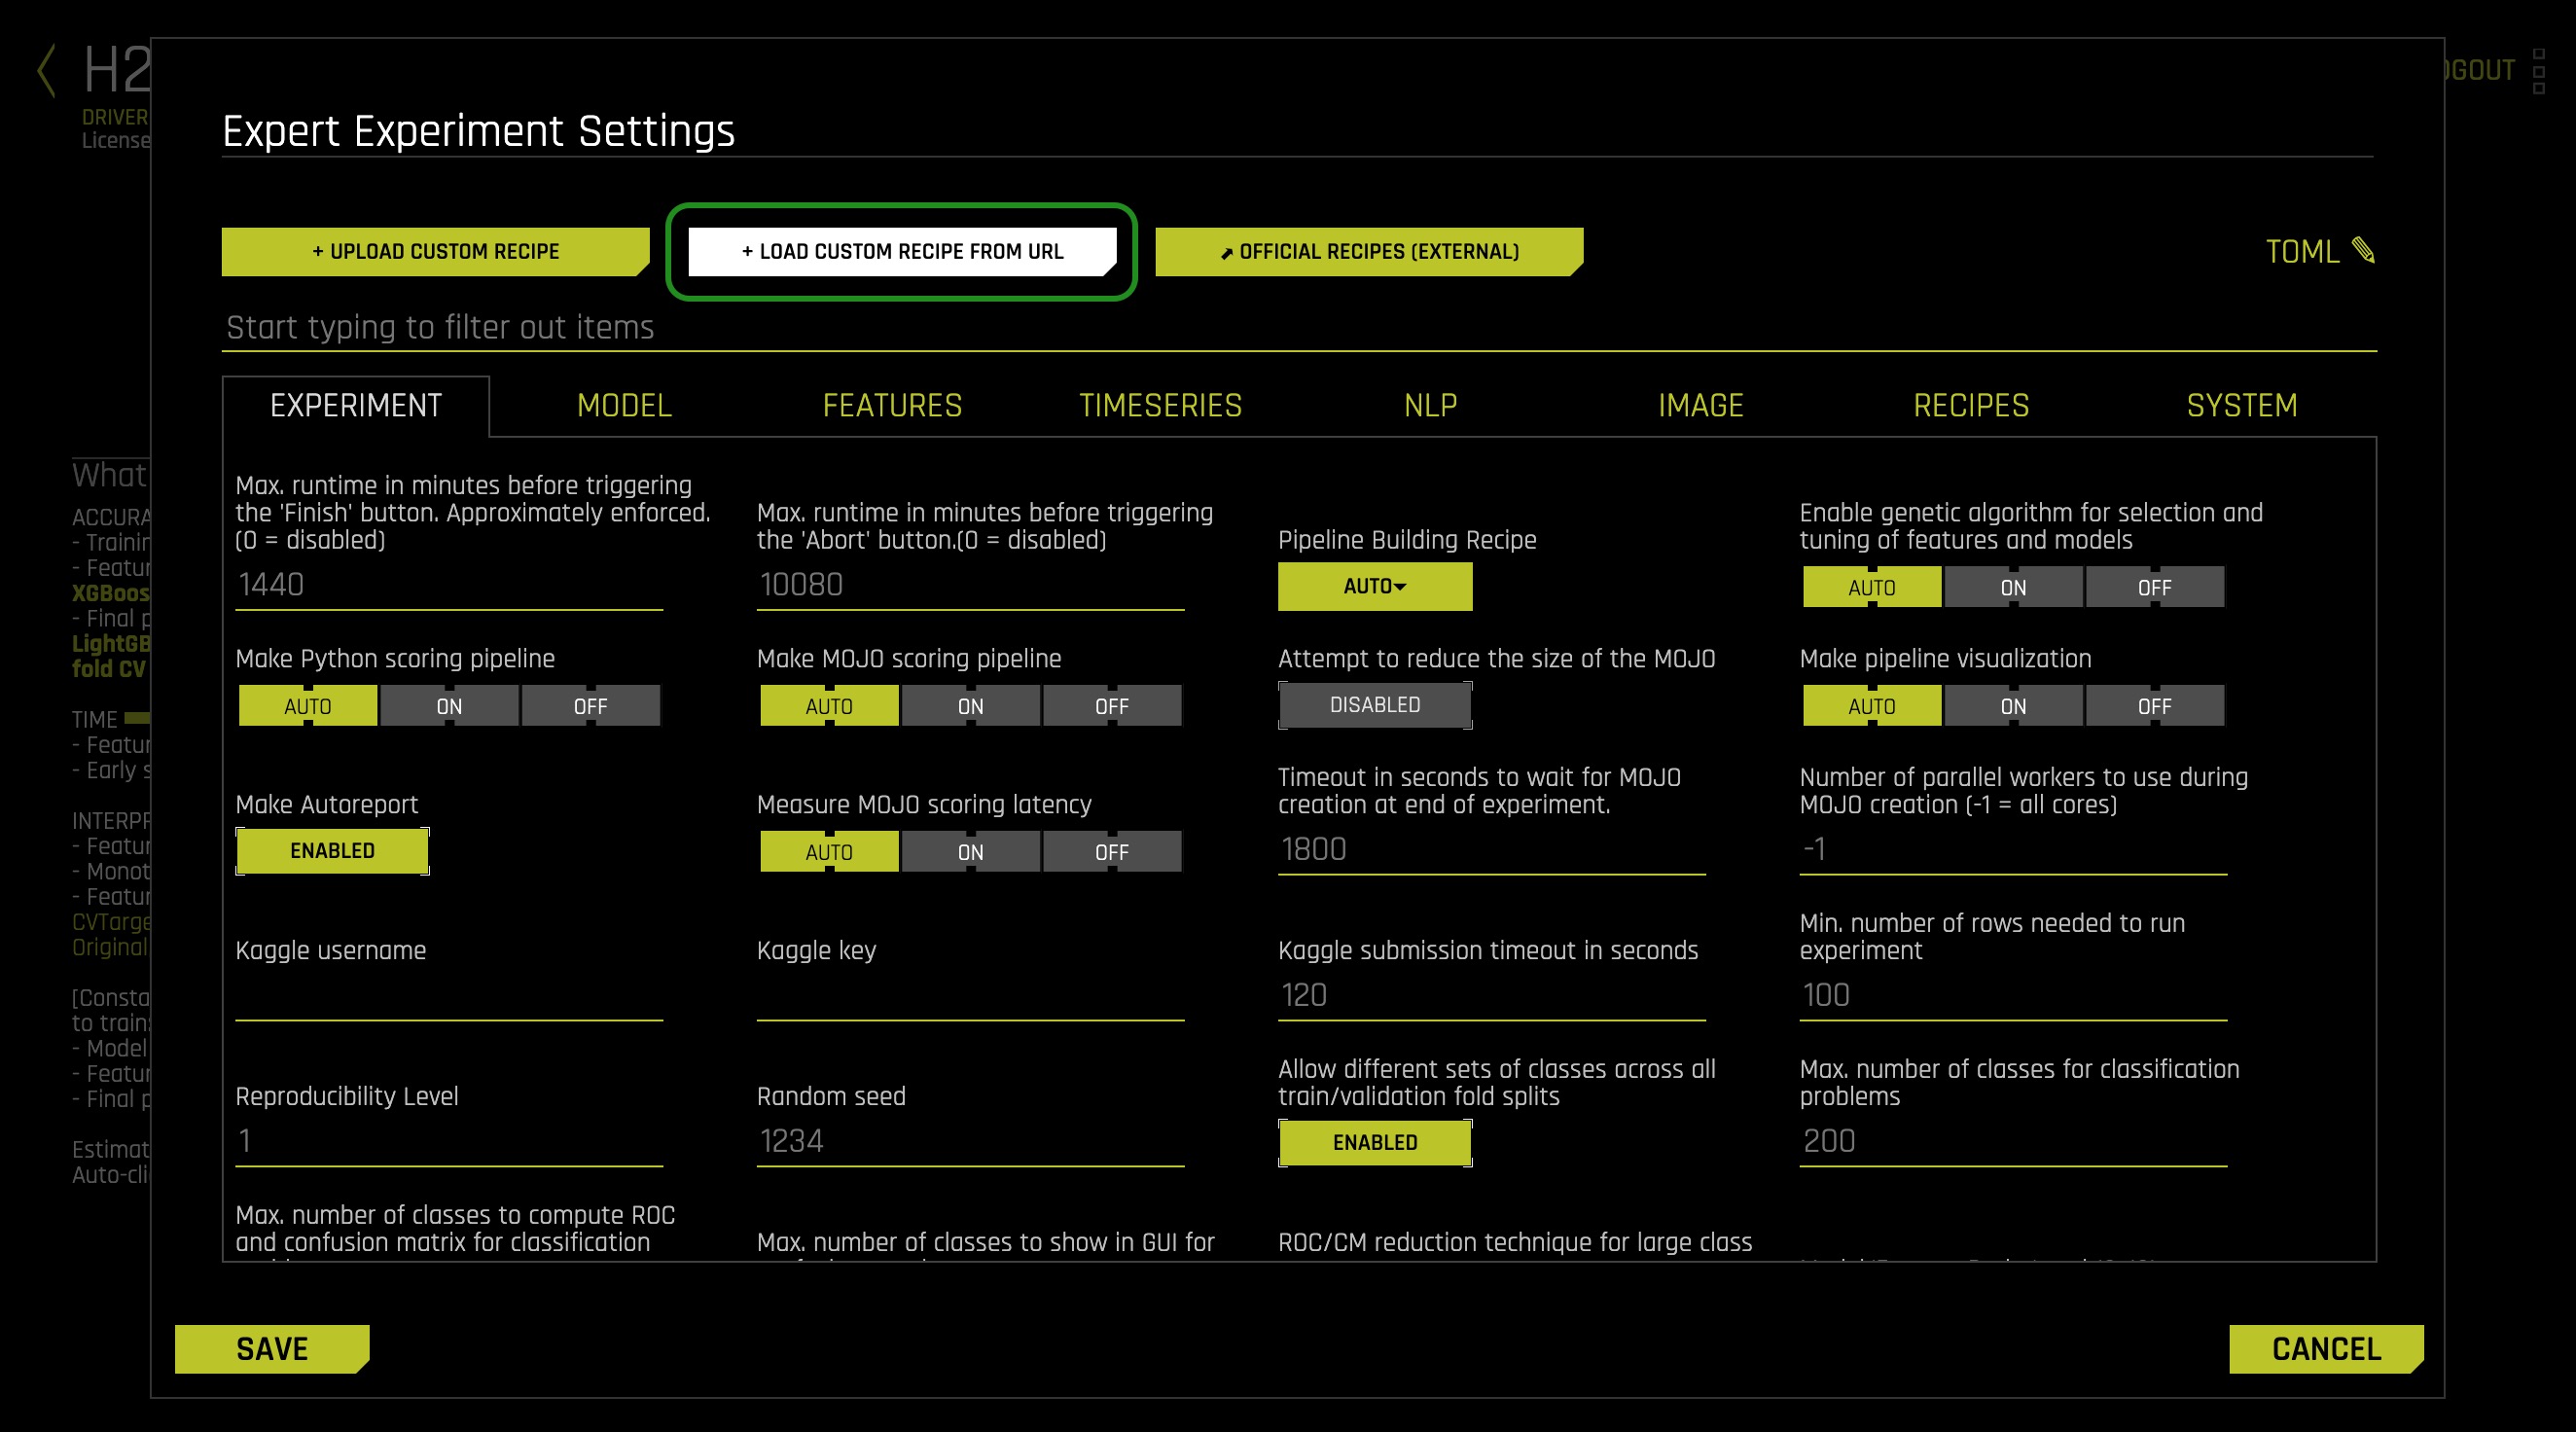 H2
DRIVER
License
OGOUT
Expert Experiment Settings
+ UPLOAD CUSTOM RECIPE
+ LOAD CUSTOM RECIPE FROM URL
OFFICIAL RECIPES (EXTERNAL)
TOML
Start typing to filter out items
EXPERIMENT
MODEL
FEATURES
TIMESERIES
NLP
IMAGE
RECIPES
SYSTEM
Max. runtime in minutes before triggering
the 'Finish' button. Approximately enforced.
(0 = disabled)
1440
Max. runtime in minutes before triggering
the 'Abort' button.(0 = disabled)
10080
Pipeline Building Recipe
AUTO
Enable genetic algorithm for selection and
tuning of features and models
AUTO ON OFF
Make Python scoring pipeline
AUTO ON OFF
Make MOJO scoring pipeline
AUTO ON OFF
Attempt to reduce the size of the MOJO
DISABLED
Make pipeline visualization
AUTO ON OFF
Make Autoreport
ENABLED
Measure MOJO scoring latency
AUTO ON OFF
Timeout in seconds to wait for MOJO
creation at end of experiment.
1800
Number of parallel workers to use during
MOJO creation (-1 = all cores)
-1
Kaggle username
Kaggle key
Kaggle submission timeout in seconds
120
Min. number of rows needed to run
experiment
100
Reproducibility Level
1
Random seed
1234
Allow different sets of classes across all
train/validation fold splits
ENABLED
Max. number of classes for classification
problems
200
Max. number of classes to compute ROC
and confusion matrix for classification
Max. number of classes to show in GUI for
ROC/CM reduction technique for large class
SAVE
CANCEL
What
ACCURA
- Trainin
- Featur
XGBoos
- Final p
LightGB
fold CV
TIME
- Featur
- Early s
INTERPR
- Featur
- Monot
- Featur
CVTarge
Original
[Consta
to train
- Model
- Featur
- Final p
Estimat
Auto-cli